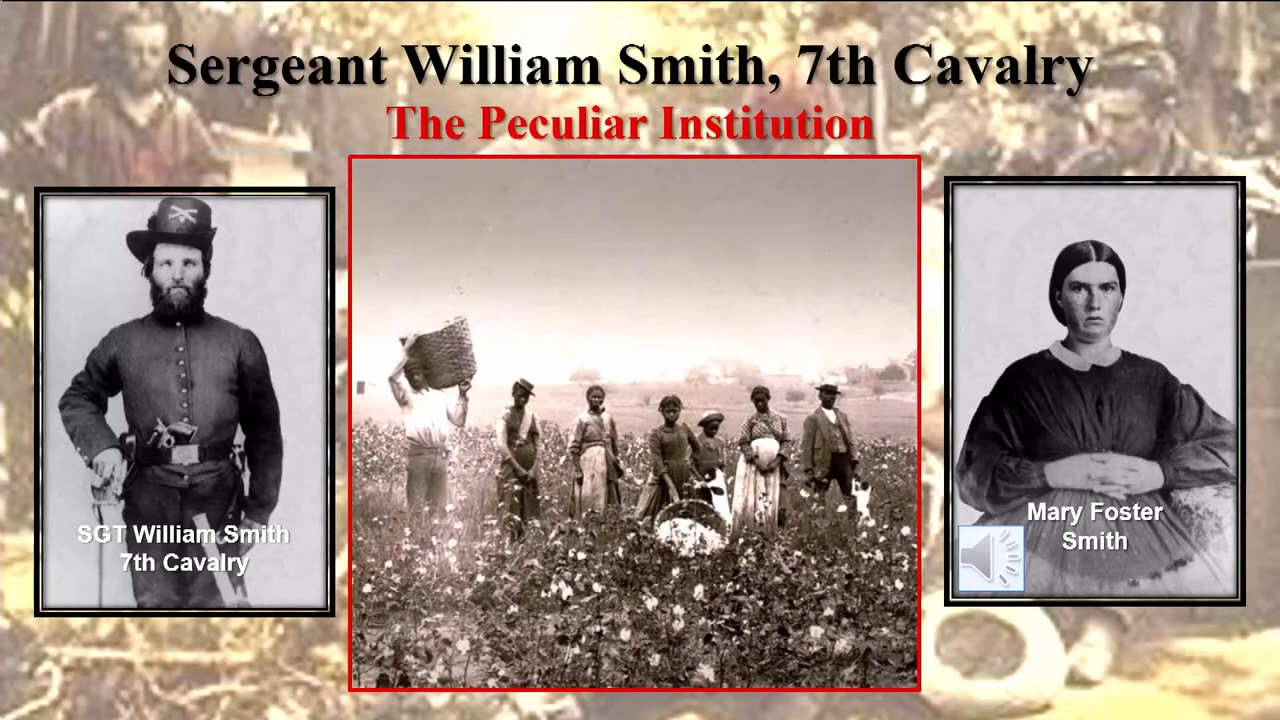 Sergeant William Smith, 7th Cavalry
The Peculiar Institution
SGT William Smith
7th Cavalry
Mary Foster
Smith